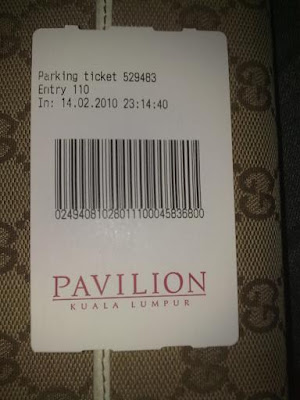 Parking ticket 529483
Entry 110
In: 14.02.2010 23:14:40
02494081028011100045836800
PAVILION
KUALA LUMPUR